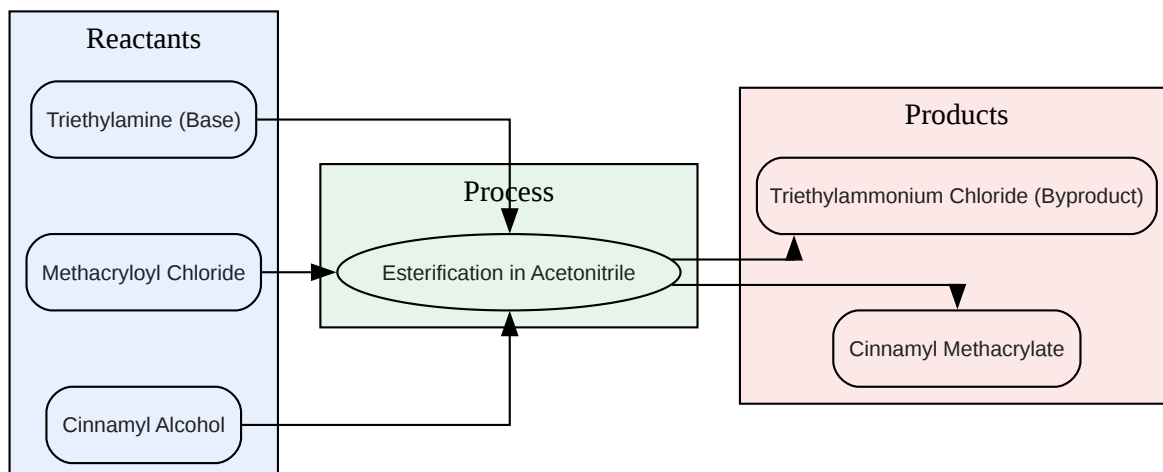 Reactants
Triethylamine (Base)
Methacryloyl Chloride
Cinnamyl Alcohol
Process
Esterification in Acetonitrile
Products
Triethylammonium Chloride (Byproduct)
Cinnamyl Methacrylate